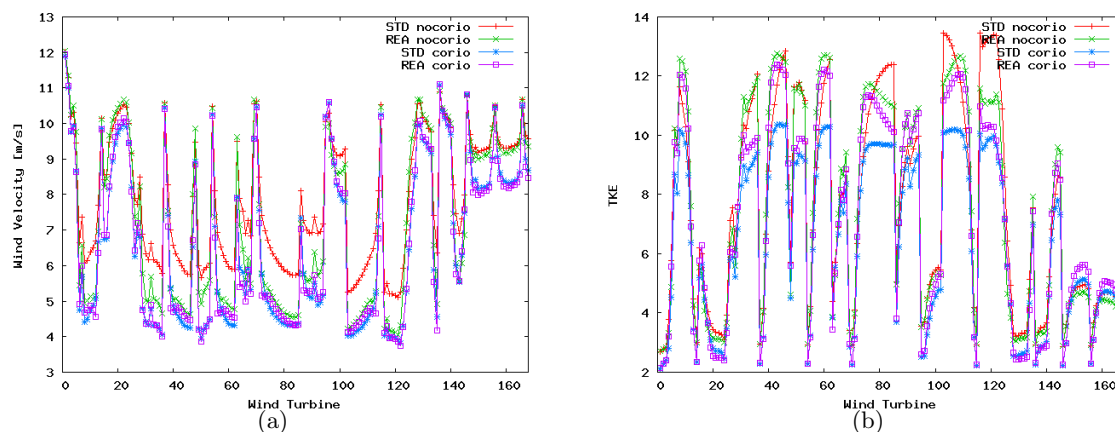 13
12
11
10
9
8
7
6
5
4
3
Wind Velocity [m/s]
STD nocorio
REA nocorio
STD corio
REA corio
0 20 40 60 80 100 120 140 160
Wind Turbine
(a)
14
12
10
8
6
4
2
TKE
STD nocorio
REA nocorio
STD corio
REA corio
0 20 40 60 80 100 120 140 160
Wind Turbine
(b)